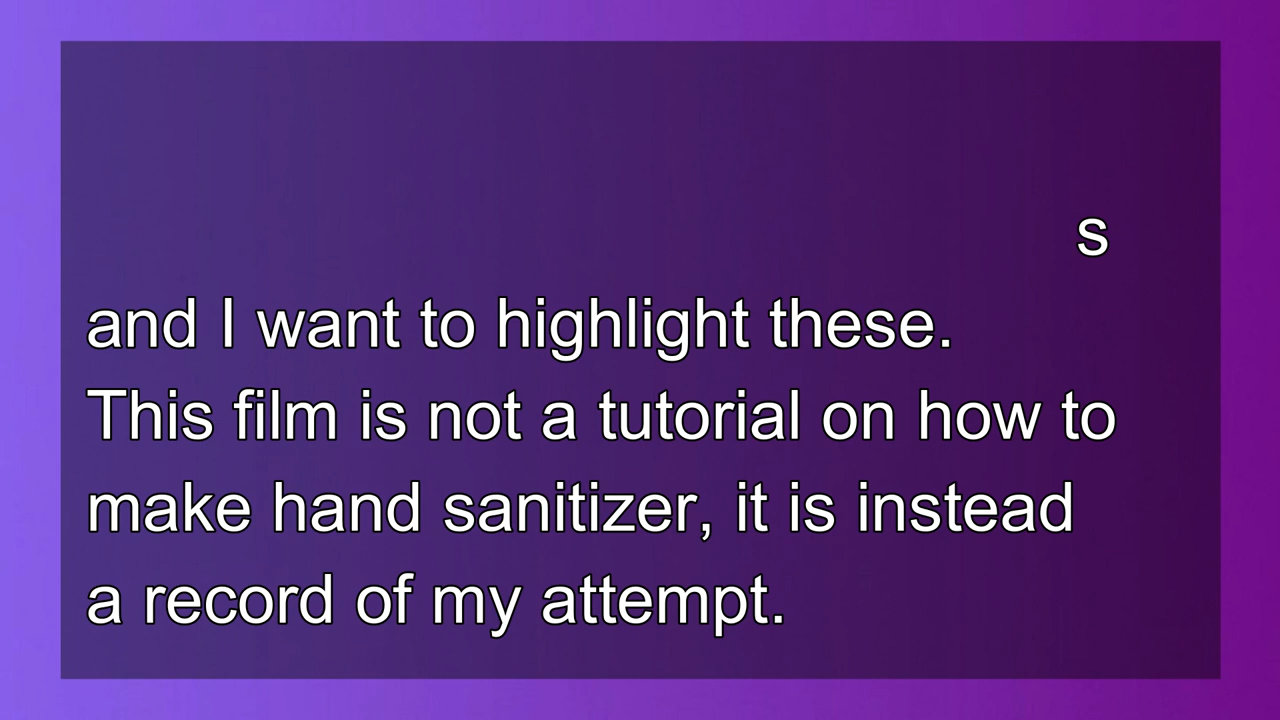 s
and I want to highlight these.
This film is not a tutorial on how to
make hand sanitizer, it is instead
a record of my attempt.